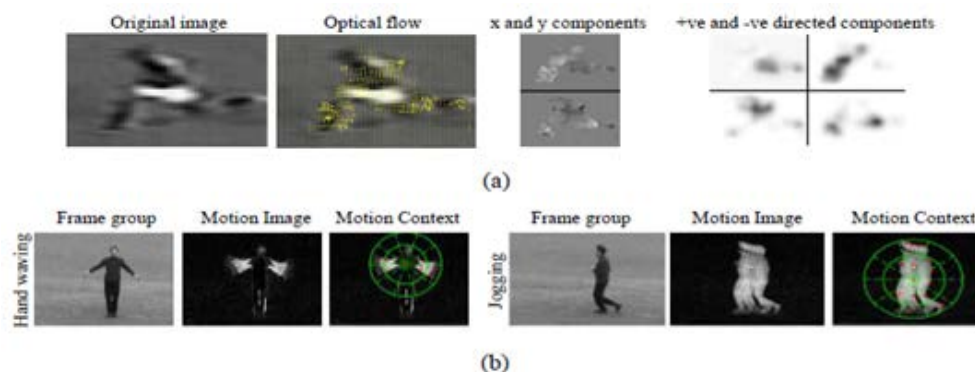 Original image
Optical flow
x and y components
+ve and -ve directed components
(a)
Frame group
Motion Image
Motion Context
Frame group
Motion Image
Motion Context
Hand waving
Jogging
(b)